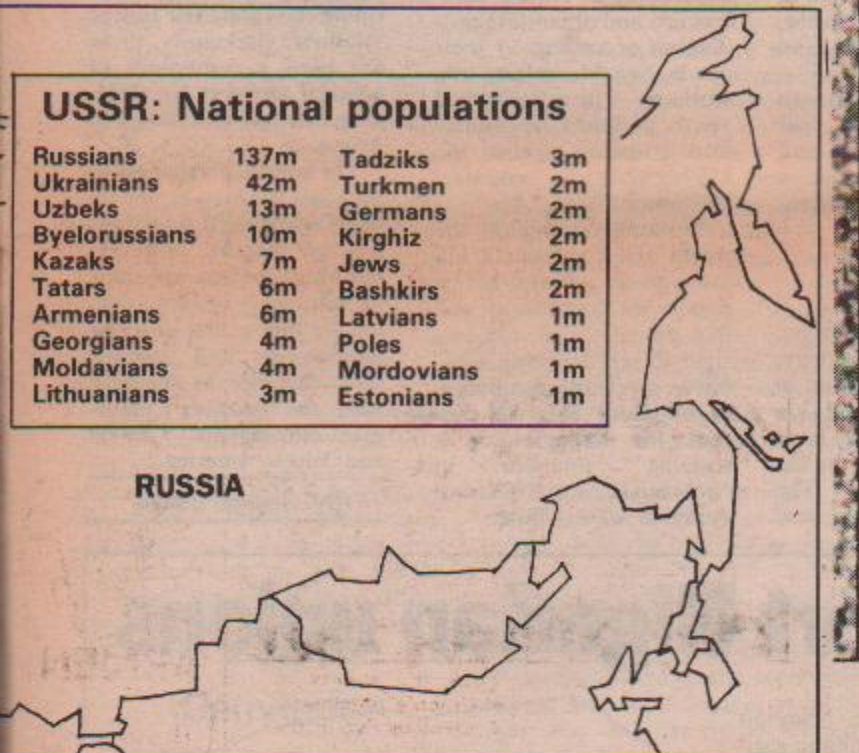 USSR: National populations
Russians 137m
Ukrainians 42m
Uzbeks 13m
Byelorussians 10m
Kazaks 7m
Tatars 6m
Armenians 6m
Georgians 4m
Moldavians 4m
Lithuanians 3m
Tadziks 3m
Turkmen 2m
Germans 2m
Kirghiz 2m
Jews 2m
Bashkirs 2m
Latvians 1m
Poles 1m
Mordovians 1m
Estonians 1m
RUSSIA